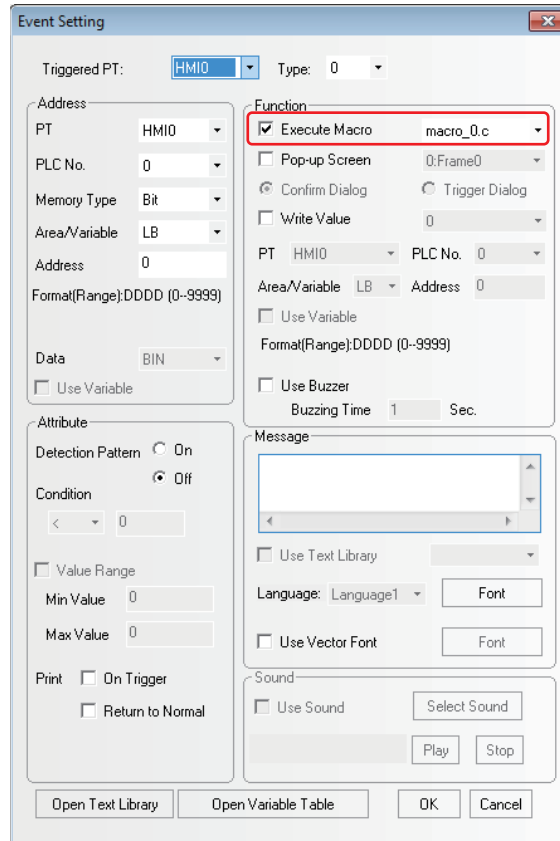 Event Setting
Triggered PT: HMI0 Type: 0
Address
PT HMI0
PLC No. 0
Memory Type Bit
Area/Variable LB
Address 0
Format(Range):DDDD (0--9999)
Data BIN
Use Variable
Attribute
Detection Pattern On
Off
Condition
< 0
Value Range
Min Value 0
Max Value 0
Print On Trigger
Return to Normal
Function
Execute Macro macro_0.c
Pop-up Screen 0:Frame0
Confirm Dialog Trigger Dialog
Write Value 0
PT HMI0 PLC No. 0
Area/Variable LB Address 0
Use Variable
Format(Range):DDDD (0--9999)
Use Buzzer
Buzzing Time 1 Sec.
Message
Use Text Library
Language: Language1 Font
Use Vector Font Font
Sound
Use Sound Select Sound
Play Stop
Open Text Library Open Variable Table OK Cancel